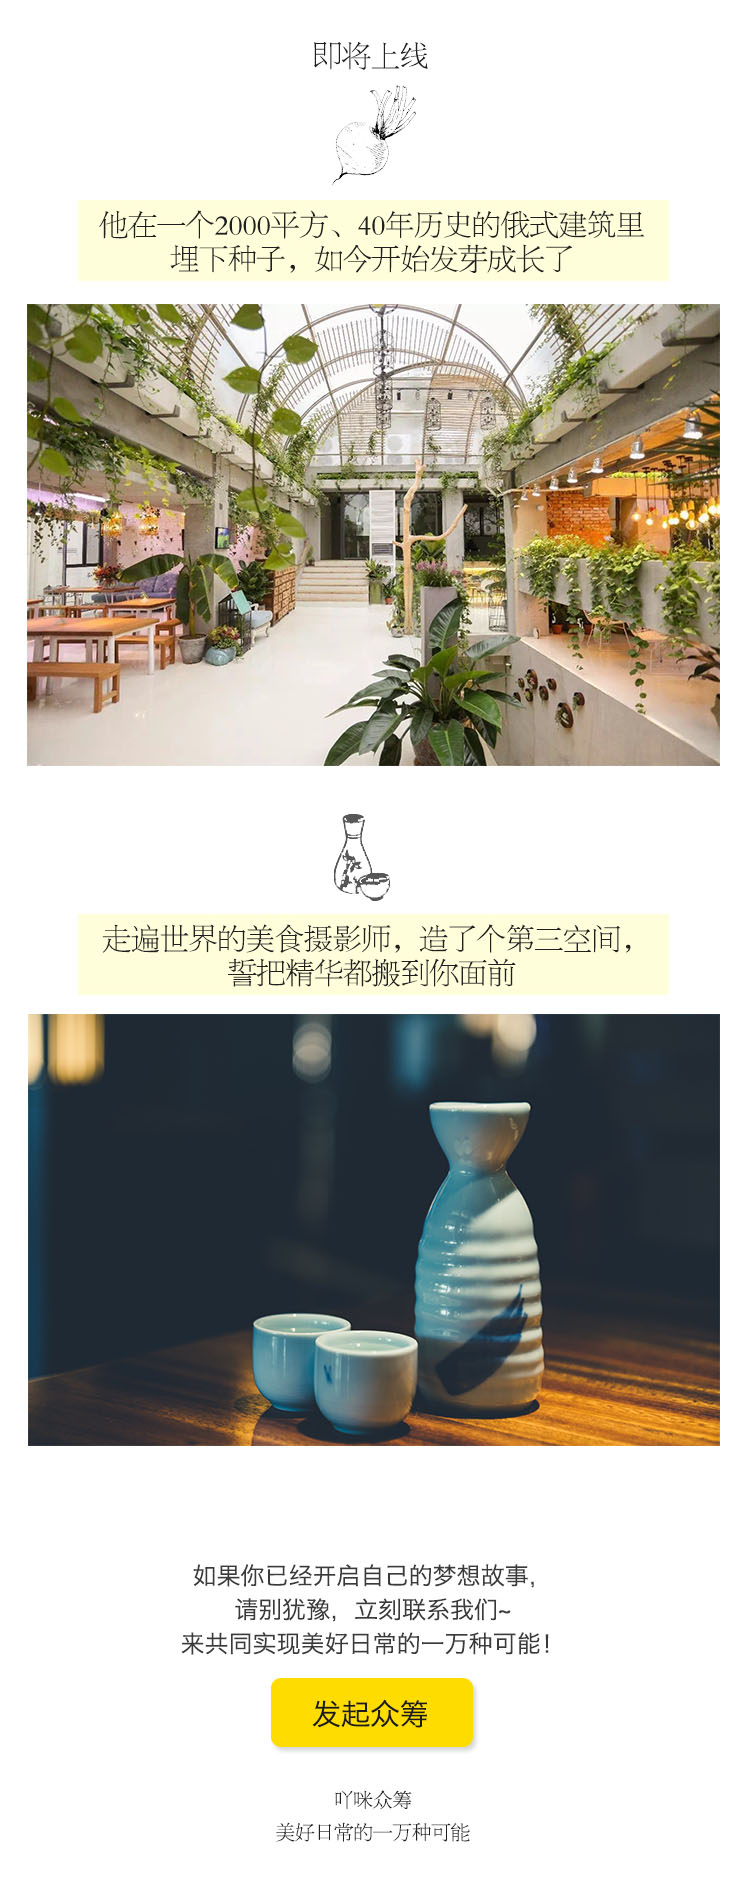 即将上线
他在一个2000平方、40年历史的俄式建筑里
埋下种子，如今开始发芽成长了
走遍世界的美食摄影师，造了个第三空间，
誓把精华都搬到你面前
如果你已经开启自己的梦想故事，
请别犹豫，立刻联系我们~
来共同实现美好日常的一万种可能！
发起众筹
吖咪众筹
美好日常的一万种可能